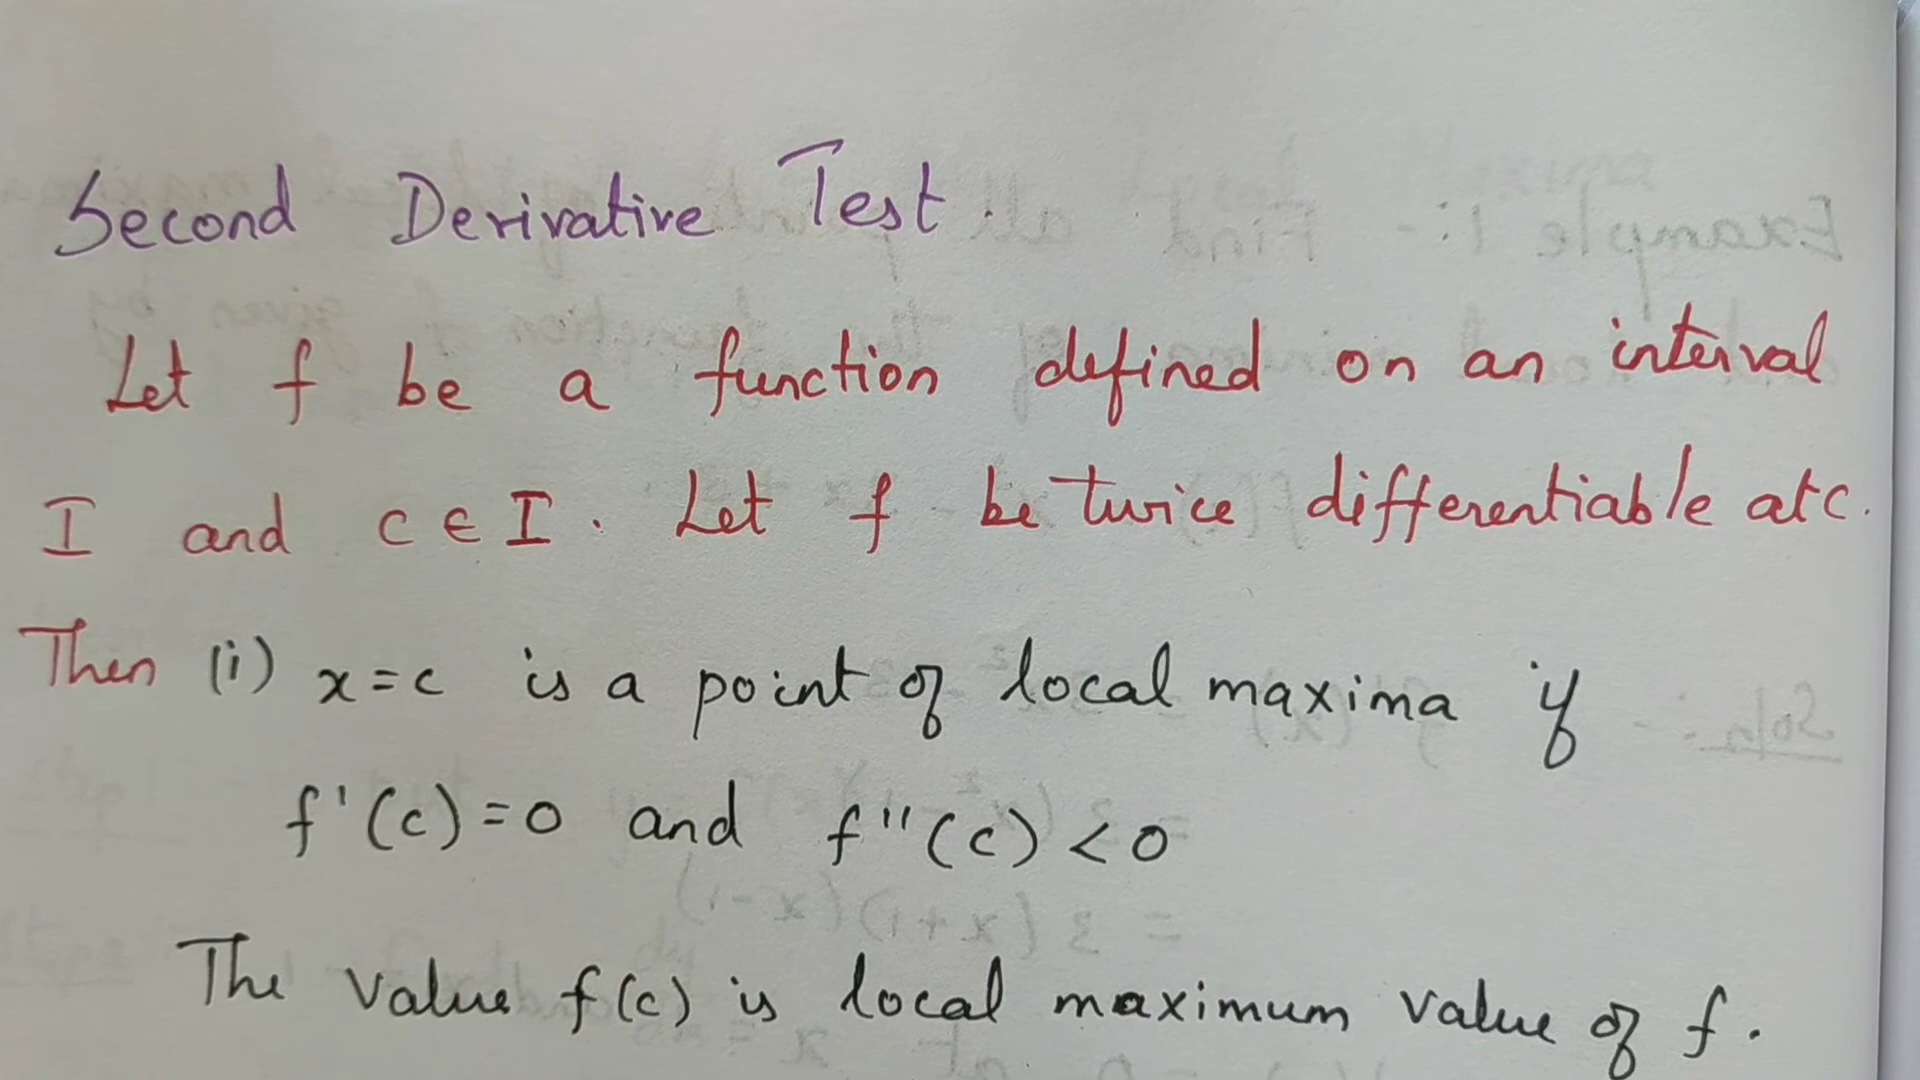 Second Derivative Test.
Let f be a function defined on an interval
I and c ∈ I. Let f be twice differentiable at c.
Then (i) x = c is a point of local maxima if
f'(c) = 0 and f''(c) < 0
The value f(c) is local maximum value of f.